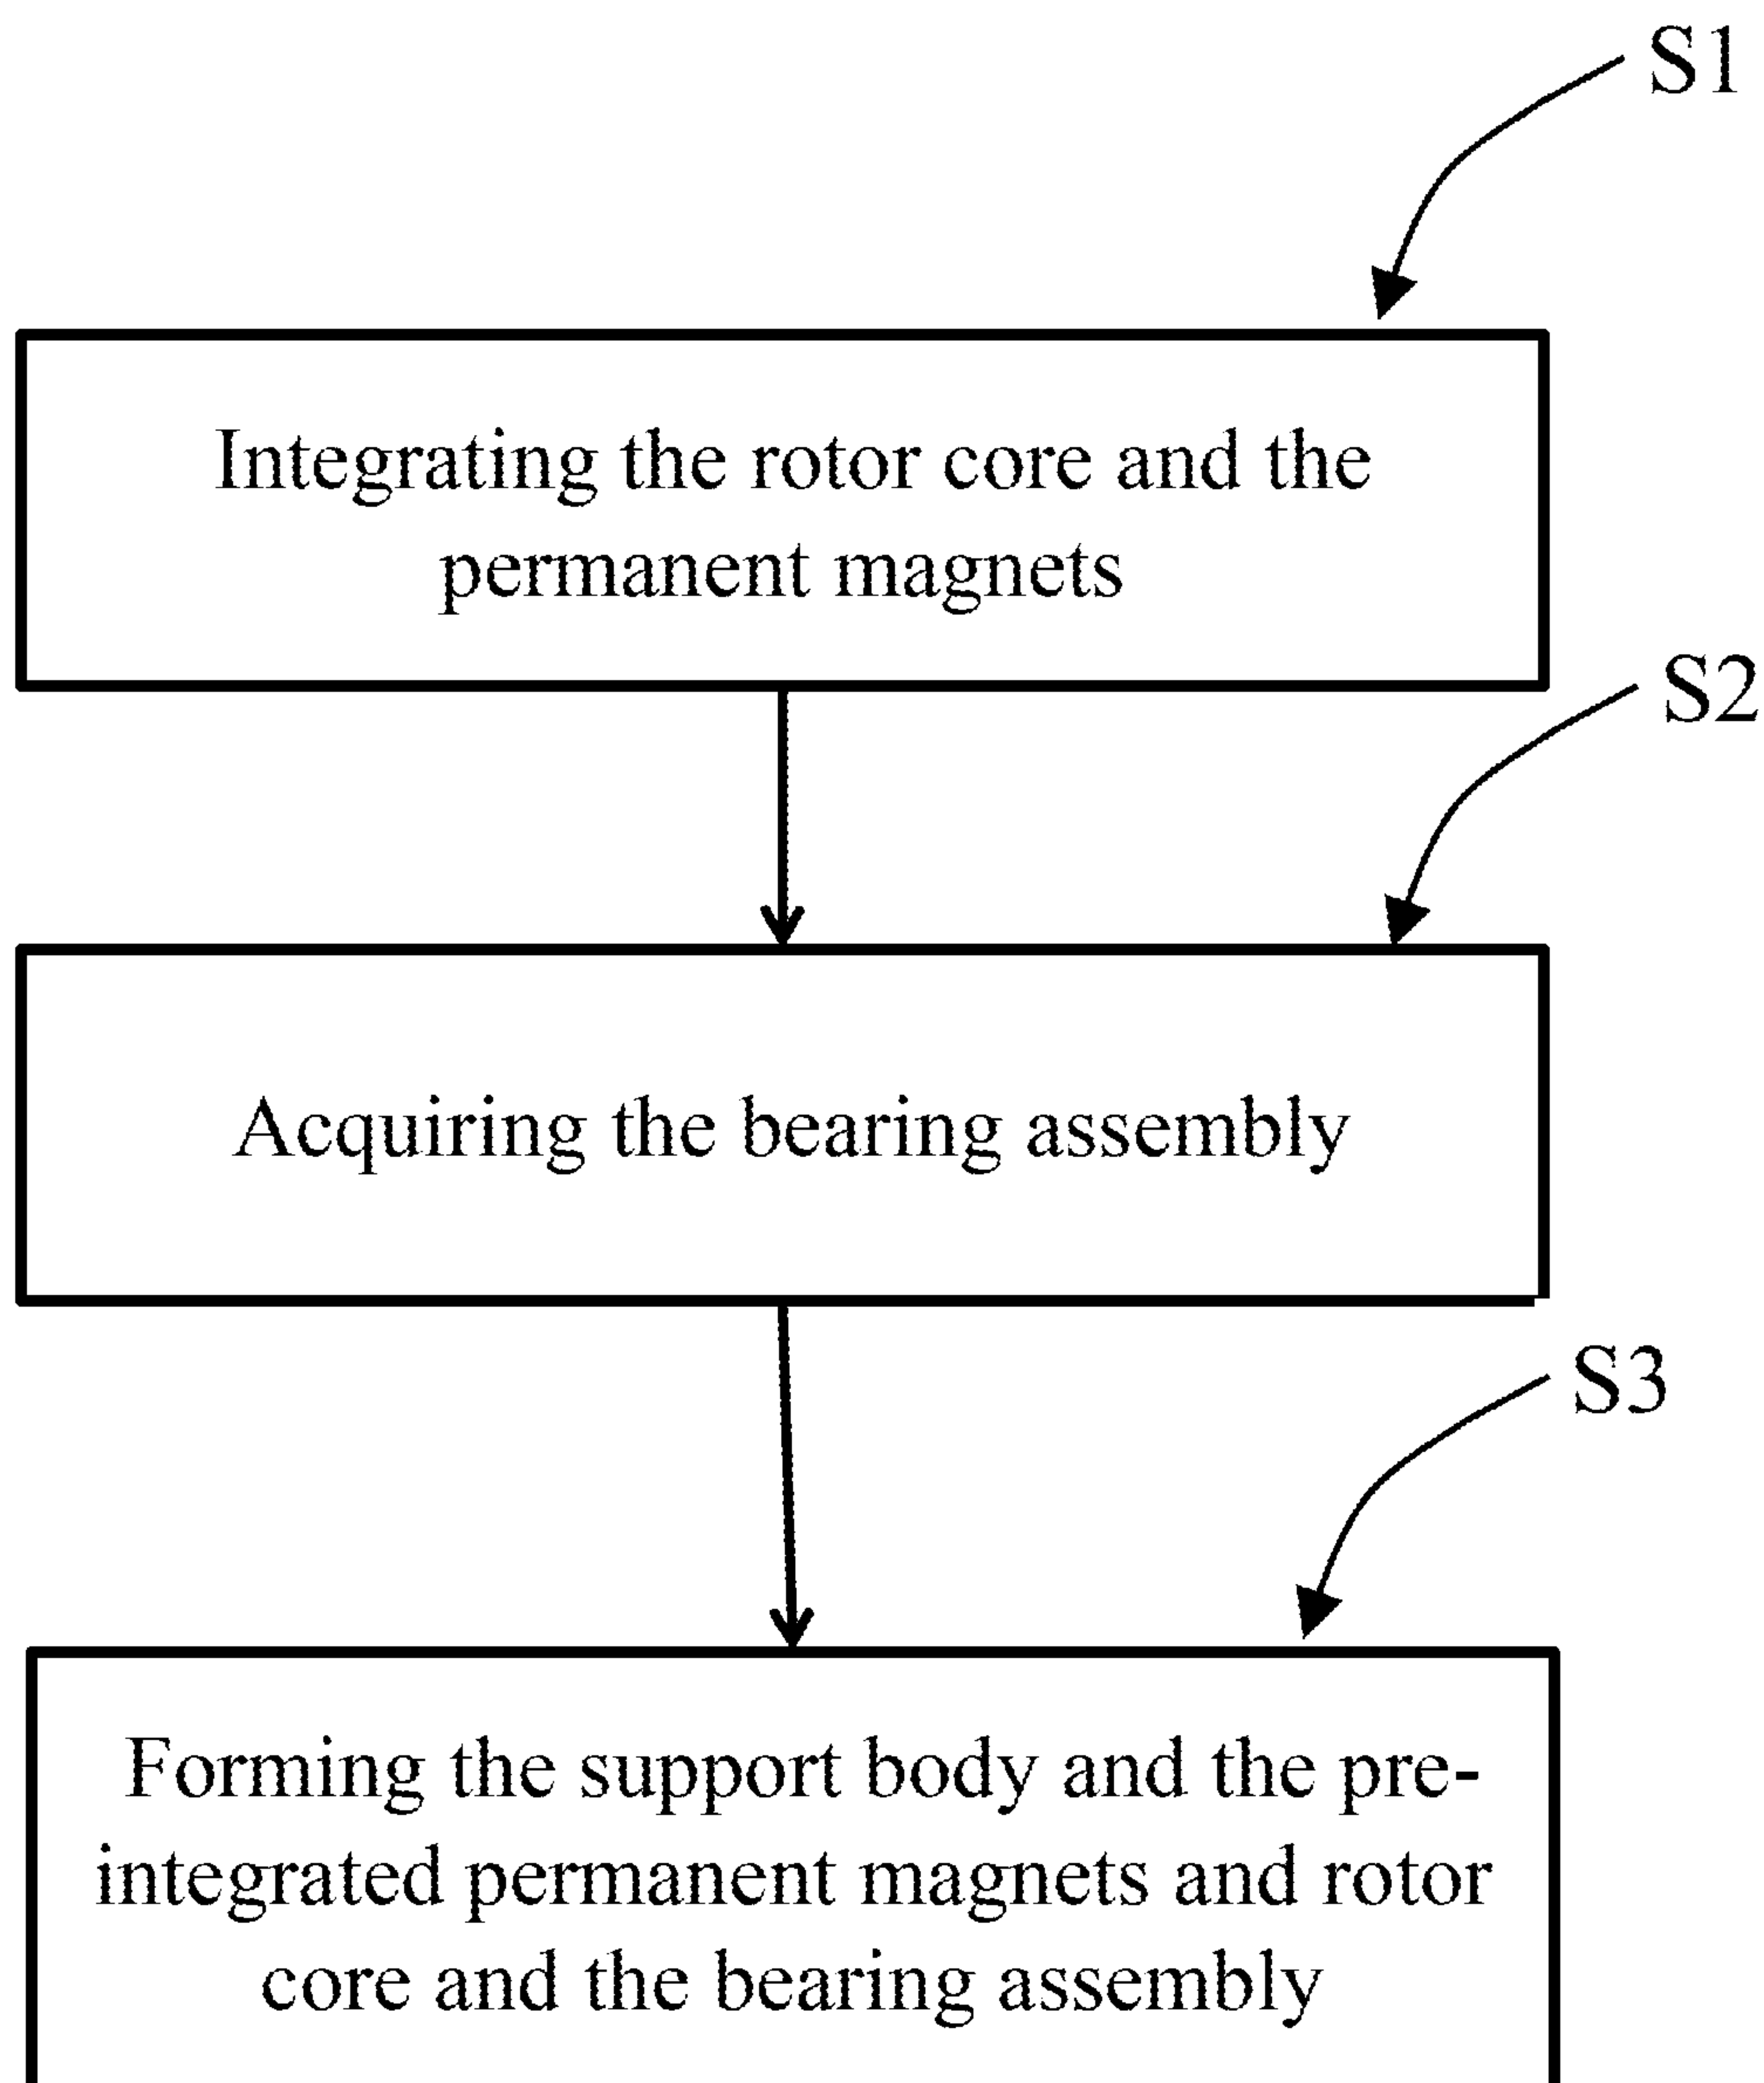 S1
Integrating the rotor core and the
permanent magnets
S2
Acquiring the bearing assembly
S3
Forming the support body and the pre-
integrated permanent magnets and rotor
core and the bearing assembly